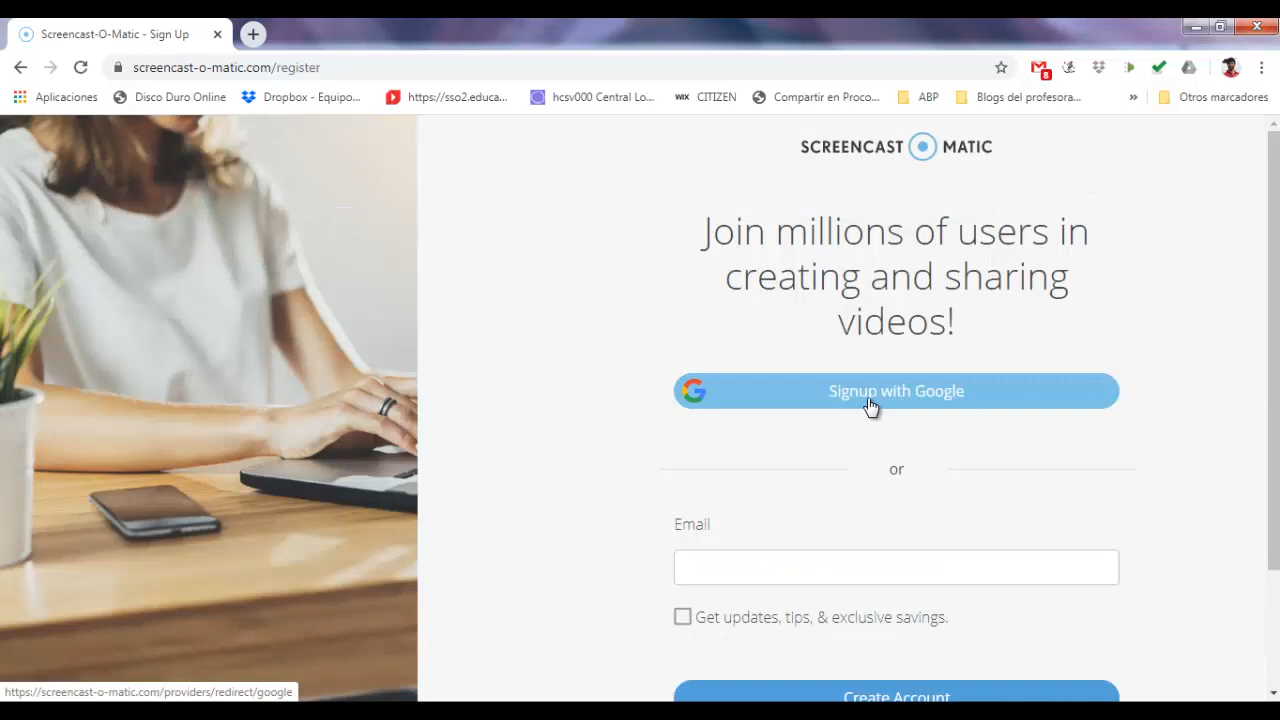 Screencast-O-Matic - Sign Up
screencast-o-matic.com/register
8
Aplicaciones
Disco Duro Online
Dropbox - Equipo...
https://sso2.educa...
hcsv000 Central Lo...
WIX CITIZEN
Compartir en Proco...
ABP
Blogs del profesora...
»
Otros marcadores
SCREENCAST MATIC
Join millions of users in
creating and sharing
videos!
Signup with Google
or
Email
Get updates, tips, & exclusive savings.
Create Account
https://screencast-o-matic.com/providers/redirect/google